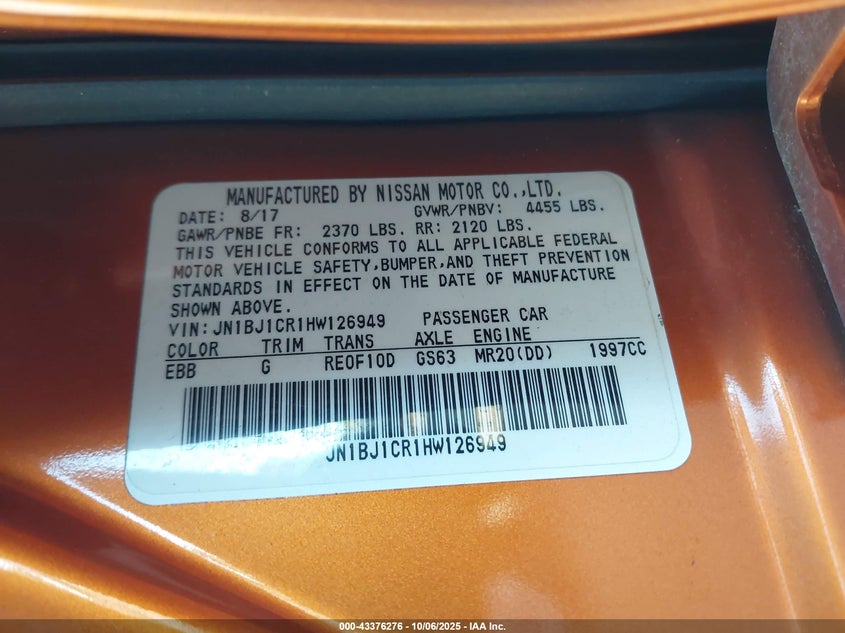 MANUFACTURED BY NISSAN MOTOR CO.,LTD.
DATE: 8/17 GVWR/PNBV: 4455 LBS.
GAWR/PNBE FR: 2370 LBS. RR: 2120 LBS.
THIS VEHICLE CONFORMS TO ALL APPLICABLE FEDERAL
MOTOR VEHICLE SAFETY,BUMPER,AND THEFT PREVENTION
STANDARDS IN EFFECT ON THE DATE OF MANUFACTURE
SHOWN ABOVE.
VIN:JN1BJ1CR1HW126949 PASSENGER CAR
COLOR TRIM TRANS AXLE ENGINE
EBB G RE0F10D GS63 MR20(DD) 1997CC
JN1BJ1CR1HW126949
000-43376276 - 10/06/2025 - IAA Inc.